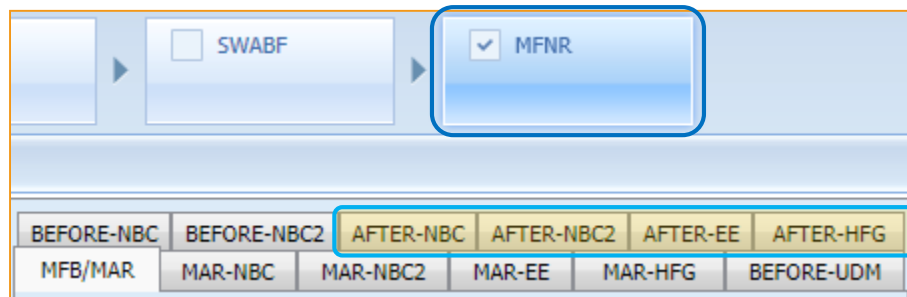 SWABF MFNR
BEFORE-NBC BEFORE-NBC2 AFTER-NBC AFTER-NBC2 AFTER-EE AFTER-HFG
MFB/MAR MAR-NBC MAR-NBC2 MAR-EE MAR-HFG BEFORE-UDM